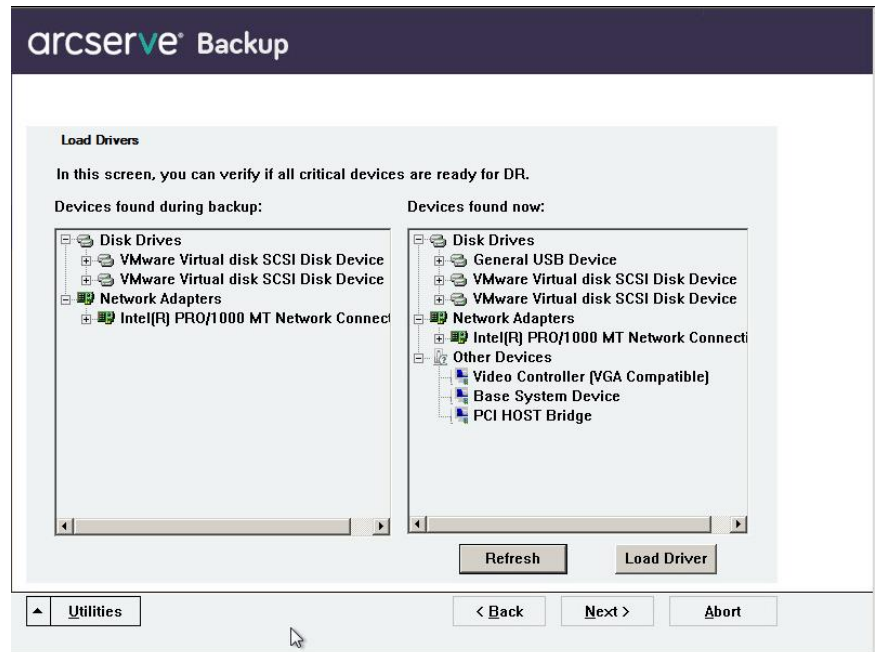 arcserve® Backup
Load Drivers
In this screen, you can verify if all critical devices are ready for DR.
Devices found during backup:
Disk Drives
VMware Virtual disk SCSI Disk Device
VMware Virtual disk SCSI Disk Device
Network Adapters
Intel(R) PRO/1000 MT Network Connect
Devices found now:
Disk Drives
General USB Device
VMware Virtual disk SCSI Disk Device
VMware Virtual disk SCSI Disk Device
Network Adapters
Intel(R) PRO/1000 MT Network Connecti
Other Devices
Video Controller (VGA Compatible)
Base System Device
PCI HOST Bridge
Refresh
Load Driver
Utilities
< Back
Next >
Abort